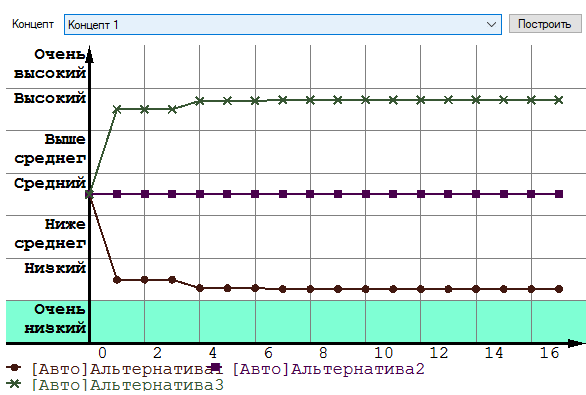 Концепт Концепт 1 Построить
Очень
высокий
Высокий
Выше
среднег
Средний
Ниже
среднег
Низкий
Очень
низкий
0 2 4 6 8 10 12 14 16
[Авто]Альтернатива1 [Авто]Альтернатива2
[Авто]Альтернатива3